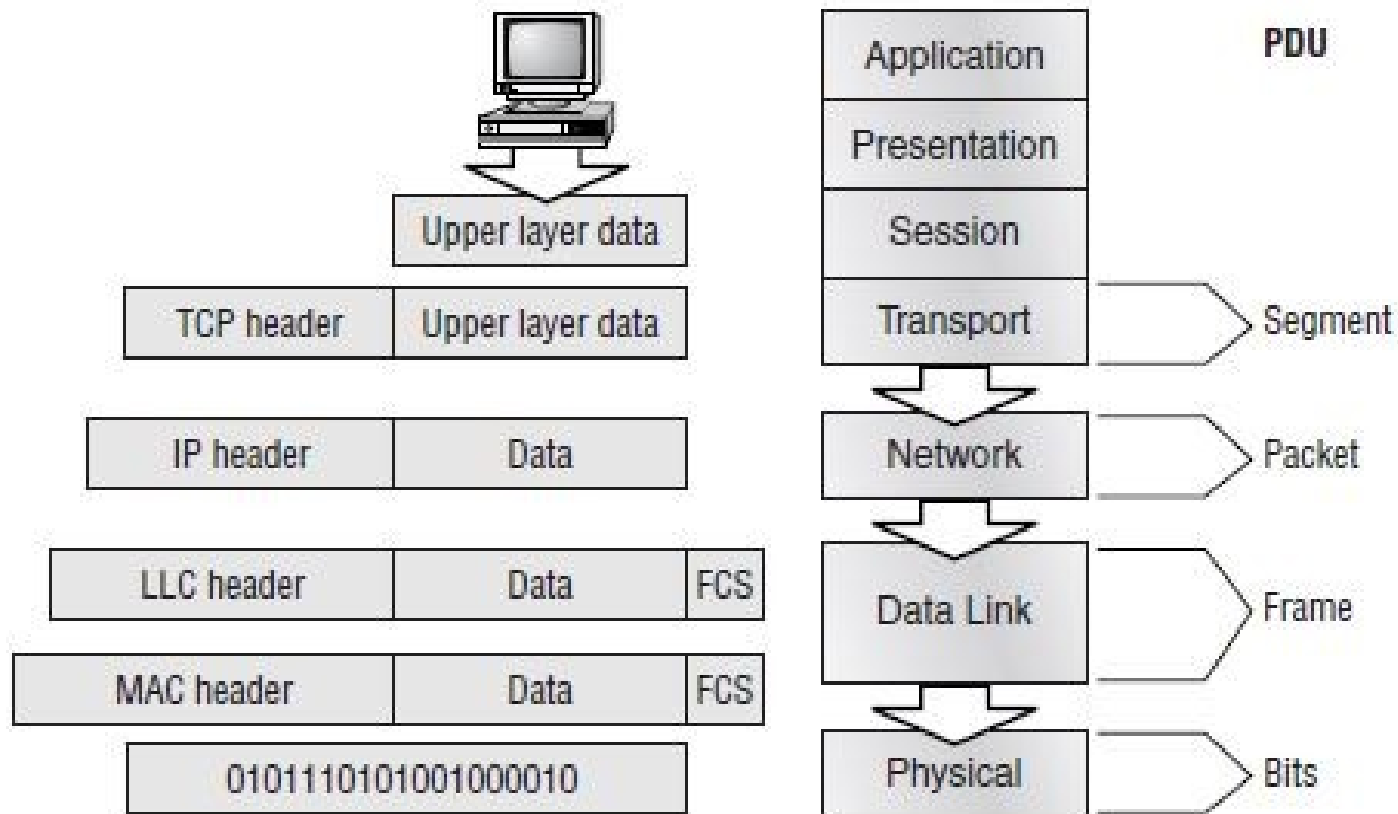 Application
PDU
Presentation
Upper layer data
Session
TCP header
Upper layer data
Transport
Segment
IP header
Data
Network
Packet
LLC header
Data
FCS
Data Link
Frame
MAC header
Data
FCS
0101110101001000010
Physical
Bits